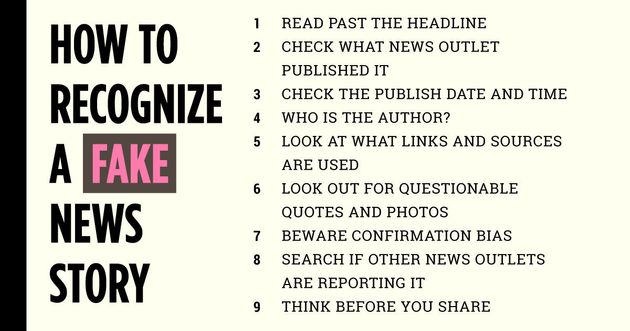 HOW TO
RECOGNIZE
A FAKE
NEWS
STORY
1 READ PAST THE HEADLINE
2 CHECK WHAT NEWS OUTLET
PUBLISHED IT
3 CHECK THE PUBLISH DATE AND TIME
4 WHO IS THE AUTHOR?
5 LOOK AT WHAT LINKS AND SOURCES
ARE USED
6 LOOK OUT FOR QUESTIONABLE
QUOTES AND PHOTOS
7 BEWARE CONFIRMATION BIAS
8 SEARCH IF OTHER NEWS OUTLETS
ARE REPORTING IT
9 THINK BEFORE YOU SHARE